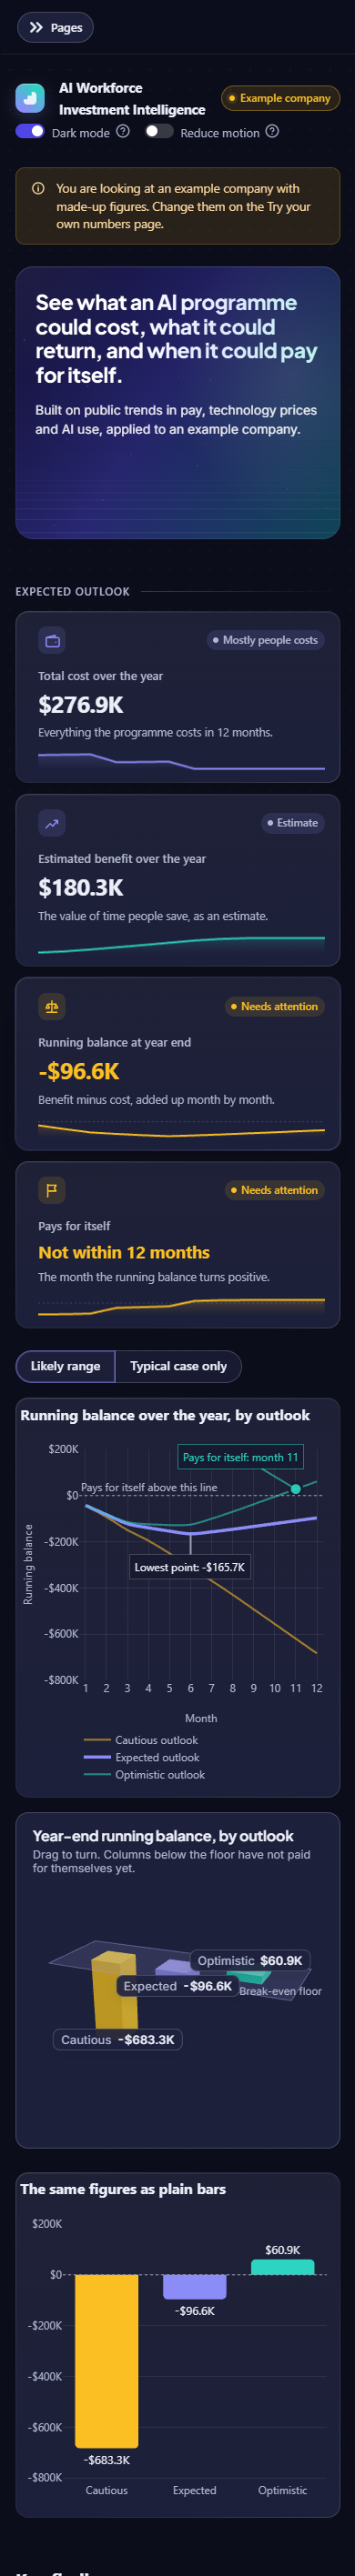 Pages
AI Workforce
Investment Intelligence
Example company
Dark mode
Reduce motion
You are looking at an example company with
made-up figures. Change them on the Try your
own numbers page.
See what an AI programme
could cost, what it could
return, and when it could pay
for itself.
Built on public trends in pay, technology prices
and AI use, applied to an example company.
EXPECTED OUTLOOK
Mostly people costs
Total cost over the year
$276.9K
Everything the programme costs in 12 months.
Estimate
Estimated benefit over the year
$180.3K
The value of time people save, as an estimate.
Needs attention
Running balance at year end
-$96.6K
Benefit minus cost, added up month by month.
Needs attention
Pays for itself
Not within 12 months
The month the running balance turns positive.
Likely range
Typical case only
Running balance over the year, by outlook
$200K
Pays for itself: month 11
Pays for itself above this line
$0
-$200K
Lowest point: -$165.7K
-$400K
-$600K
-$800K
Running balance
1 2 3 4 5 6 7 8 9 10 11 12
Month
Cautious outlook
Expected outlook
Optimistic outlook
Year-end running balance, by outlook
Drag to turn. Columns below the floor have not paid
for themselves yet.
Optimistic $60.9K
Expected -$96.6K
Break-even floor
Cautious -$683.3K
The same figures as plain bars
$200K
$60.9K
$0
-$96.6K
-$200K
-$400K
-$600K
-$683.3K
-$800K
Cautious Expected Optimistic